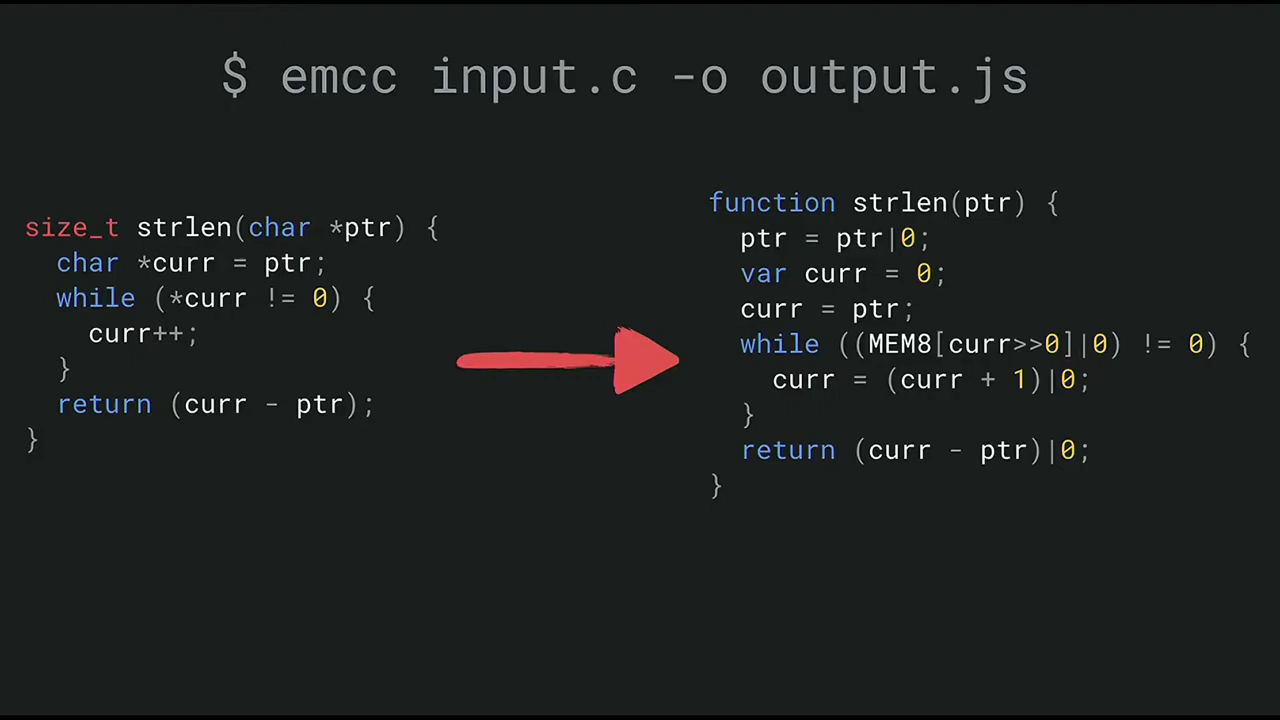 $ emcc input.c -o output.js
size_t strlen(char *ptr) {
  char *curr = ptr;
  while (*curr != 0) {
    curr++;
  }
  return (curr - ptr);
}
function strlen(ptr) {
  ptr = ptr|0;
  var curr = 0;
  curr = ptr;
  while ((MEM8[curr>>0]|0) != 0) {
    curr = (curr + 1)|0;
  }
  return (curr - ptr)|0;
}